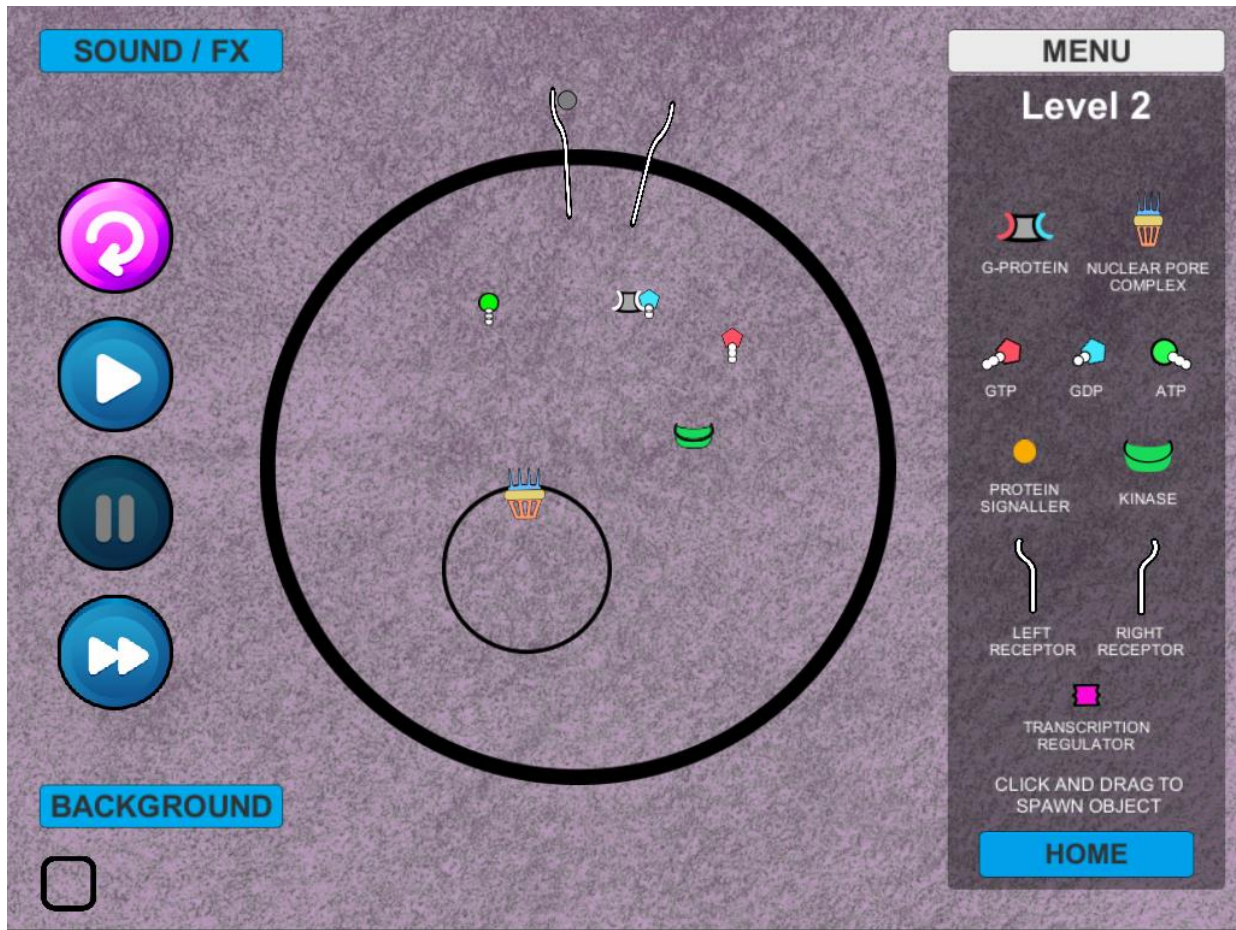 SOUND / FX
MENU
Level 2
G-PROTEIN
NUCLEAR PORE
COMPLEX
GTP
GDP
ATP
PROTEIN
SIGNALLER
KINASE
LEFT
RECEPTOR
RIGHT
RECEPTOR
TRANSCRIPTION
REGULATOR
CLICK AND DRAG TO
SPAWN OBJECT
BACKGROUND
HOME